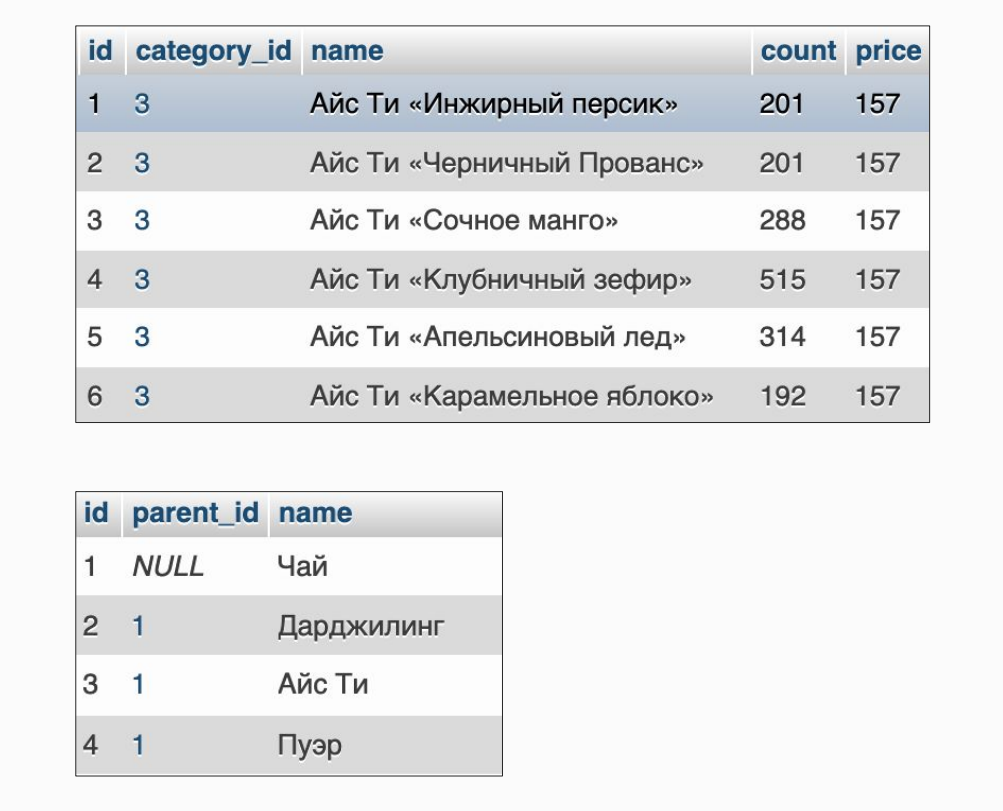 id category_id name count price
1 3 Айс Ти «Инжирный персик» 201 157
2 3 Айс Ти «Черничный Прованс» 201 157
3 3 Айс Ти «Сочное манго» 288 157
4 3 Айс Ти «Клубничный зефир» 515 157
5 3 Айс Ти «Апельсиновый лед» 314 157
6 3 Айс Ти «Карамельное яблоко» 192 157
id parent_id name
1 NULL Чай
2 1 Дарджилинг
3 1 Айс Ти
4 1 Пуэр